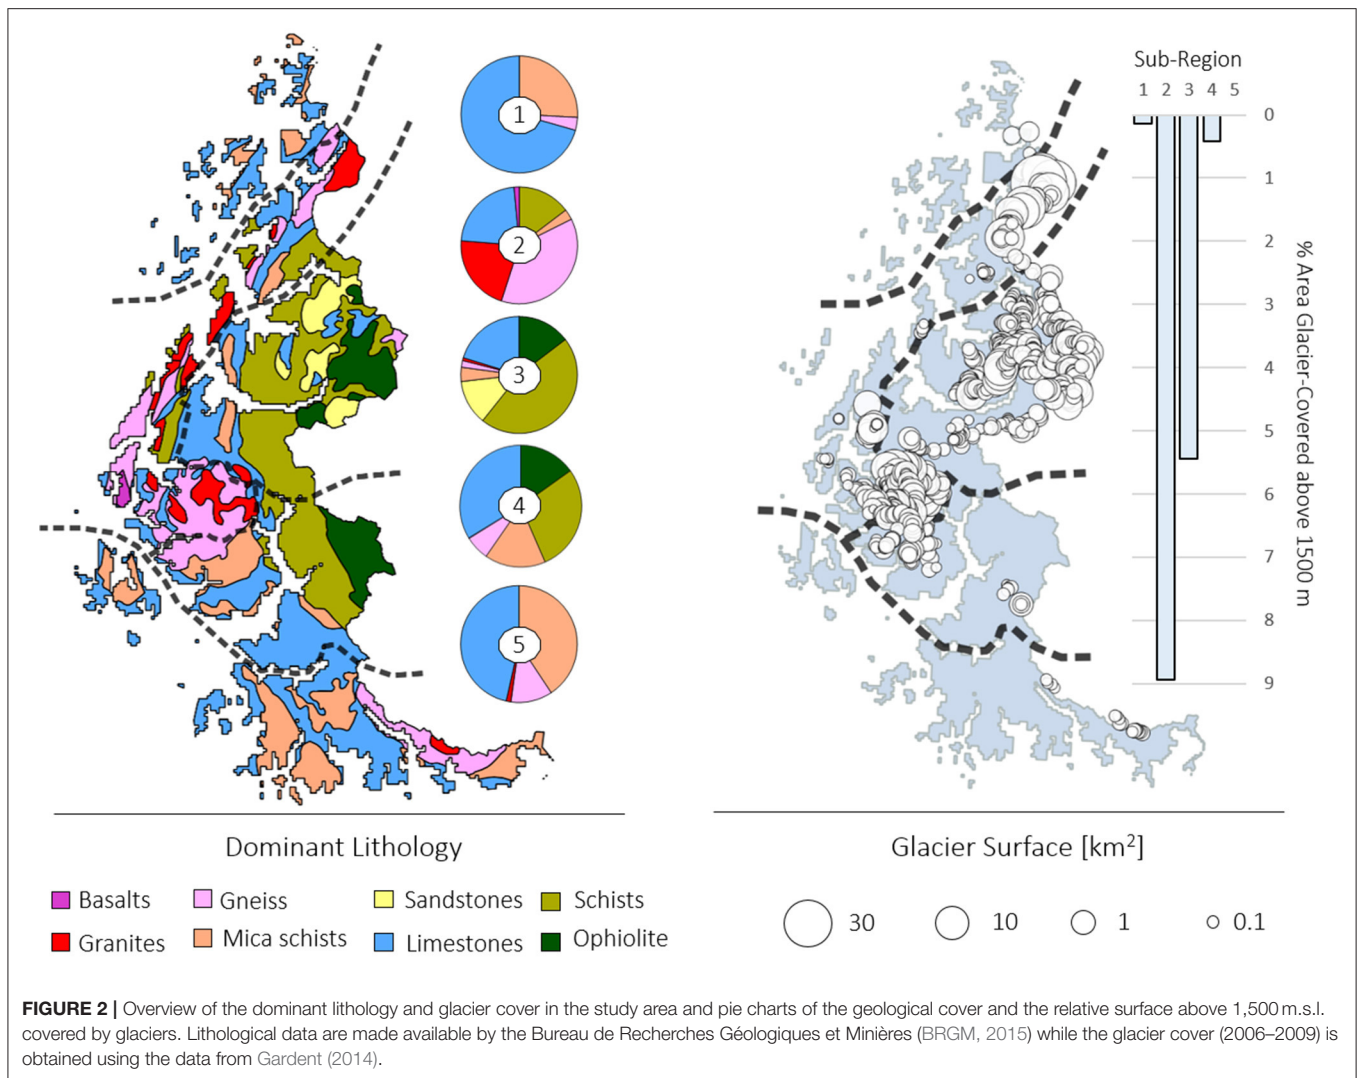 1
2
3
4
5
Sub-Region
1 2 3 4 5
0
1
2
3
4
5
6
7
8
9
% Area Glacier-Covered above 1500 m
Dominant Lithology
Basalts Gneiss Sandstones Schists
Granites Mica schists Limestones Ophiolite
Glacier Surface [km²]
30 10 1 0.1
FIGURE 2 | Overview of the dominant lithology and glacier cover in the study area and pie charts of the geological cover and the relative surface above 1,500 m.s.l.
covered by glaciers. Lithological data are made available by the Bureau de Recherches Géologiques et Minières (BRGM, 2015) while the glacier cover (2006–2009) is
obtained using the data from Gardent (2014).